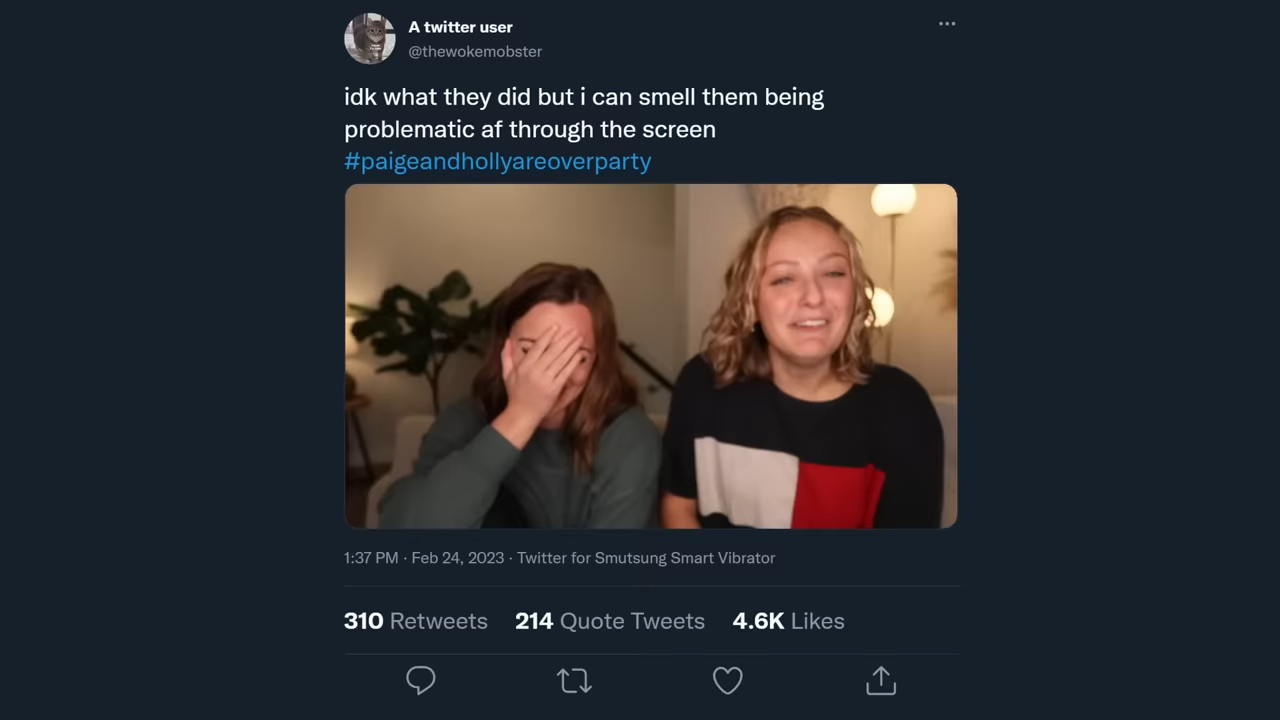 A twitter user
@thewokemobster
idk what they did but i can smell them being
problematic af through the screen
#paigeandhollyareoverparty
1:37 PM · Feb 24, 2023 · Twitter for Smutsung Smart Vibrator
310 Retweets 214 Quote Tweets 4.6K Likes